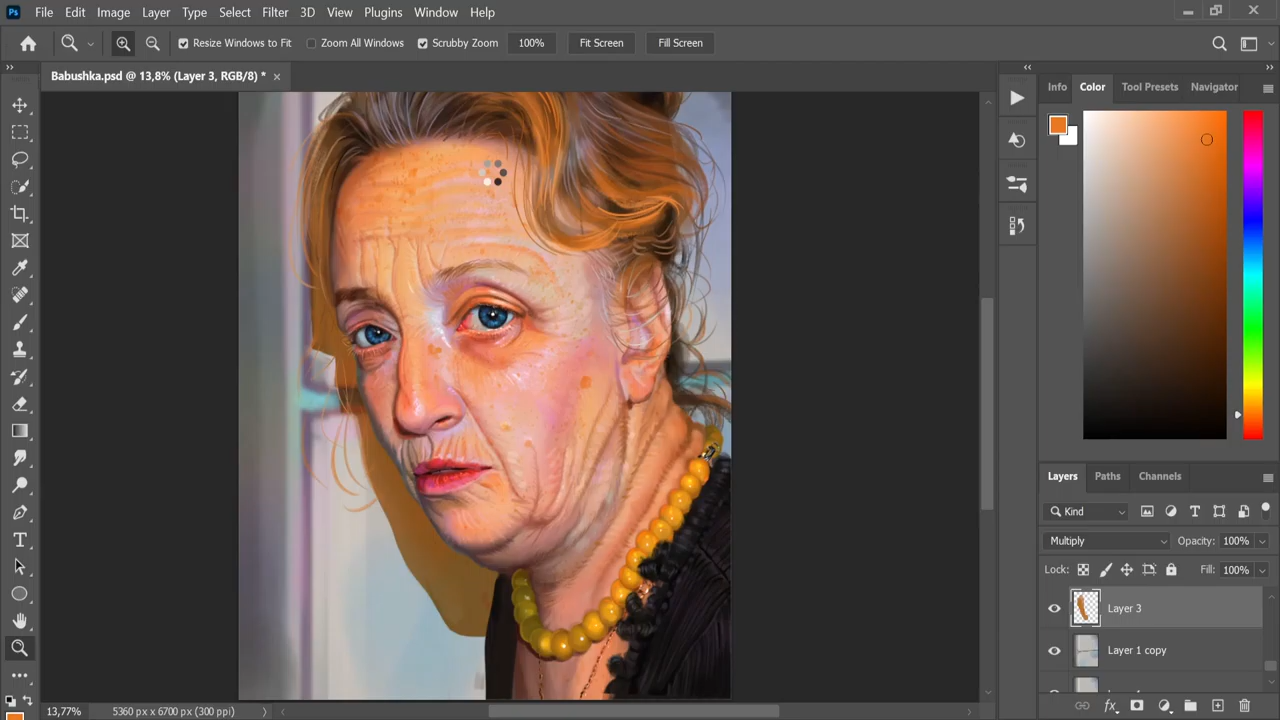 Ps File Edit Image Layer Type Select Filter 3D View Plugins Window Help
Resize Windows to Fit Zoom All Windows Scrubby Zoom 100% Fit Screen Fill Screen
Babushka.psd @ 13,8% (Layer 3, RGB/8) *
Info Color Tool Presets Navigator
Layers Paths Channels
Kind
Multiply Opacity: 100%
Lock: Fill: 100%
Layer 3
Layer 1 copy
13,77% 5360 px x 6700 px (300 ppi)